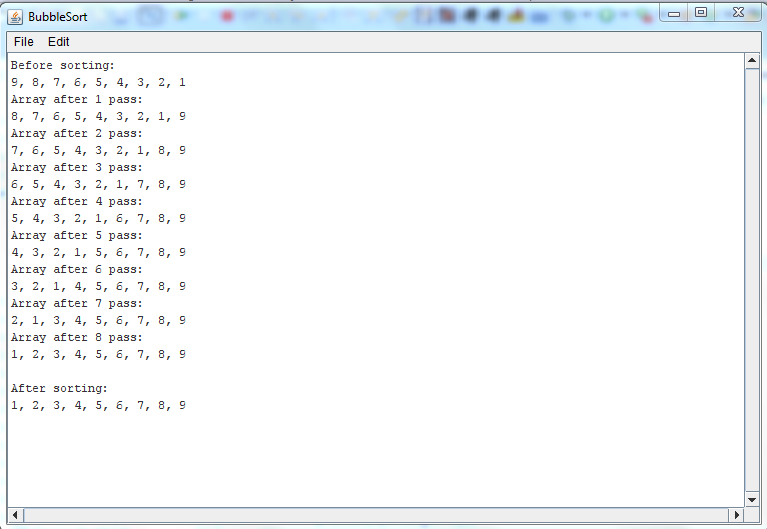 BubbleSort
File Edit
Before sorting:
9, 8, 7, 6, 5, 4, 3, 2, 1
Array after 1 pass:
8, 7, 6, 5, 4, 3, 2, 1, 9
Array after 2 pass:
7, 6, 5, 4, 3, 2, 1, 8, 9
Array after 3 pass:
6, 5, 4, 3, 2, 1, 7, 8, 9
Array after 4 pass:
5, 4, 3, 2, 1, 6, 7, 8, 9
Array after 5 pass:
4, 3, 2, 1, 5, 6, 7, 8, 9
Array after 6 pass:
3, 2, 1, 4, 5, 6, 7, 8, 9
Array after 7 pass:
2, 1, 3, 4, 5, 6, 7, 8, 9
Array after 8 pass:
1, 2, 3, 4, 5, 6, 7, 8, 9
After sorting:
1, 2, 3, 4, 5, 6, 7, 8, 9